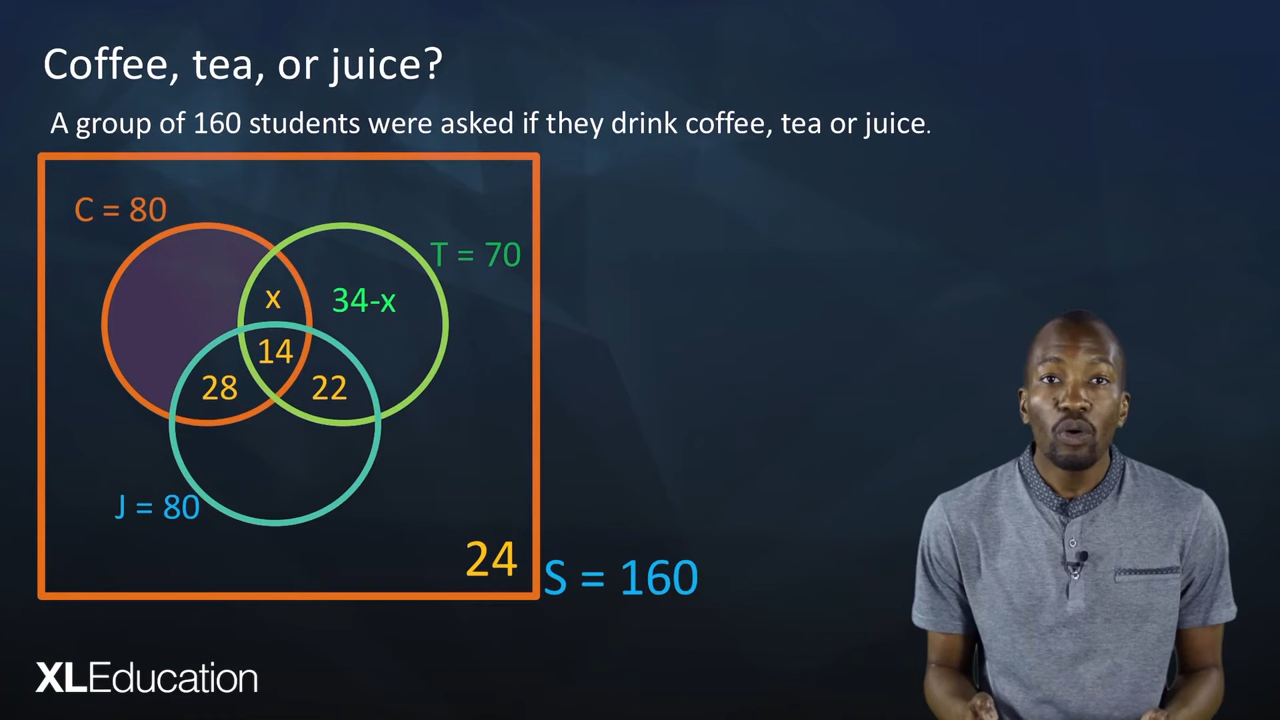 Coffee, tea, or juice?
A group of 160 students were asked if they drink coffee, tea or juice.
C = 80
T = 70
x
34-x
14
28
22
J = 80
24
S = 160
XLEducation